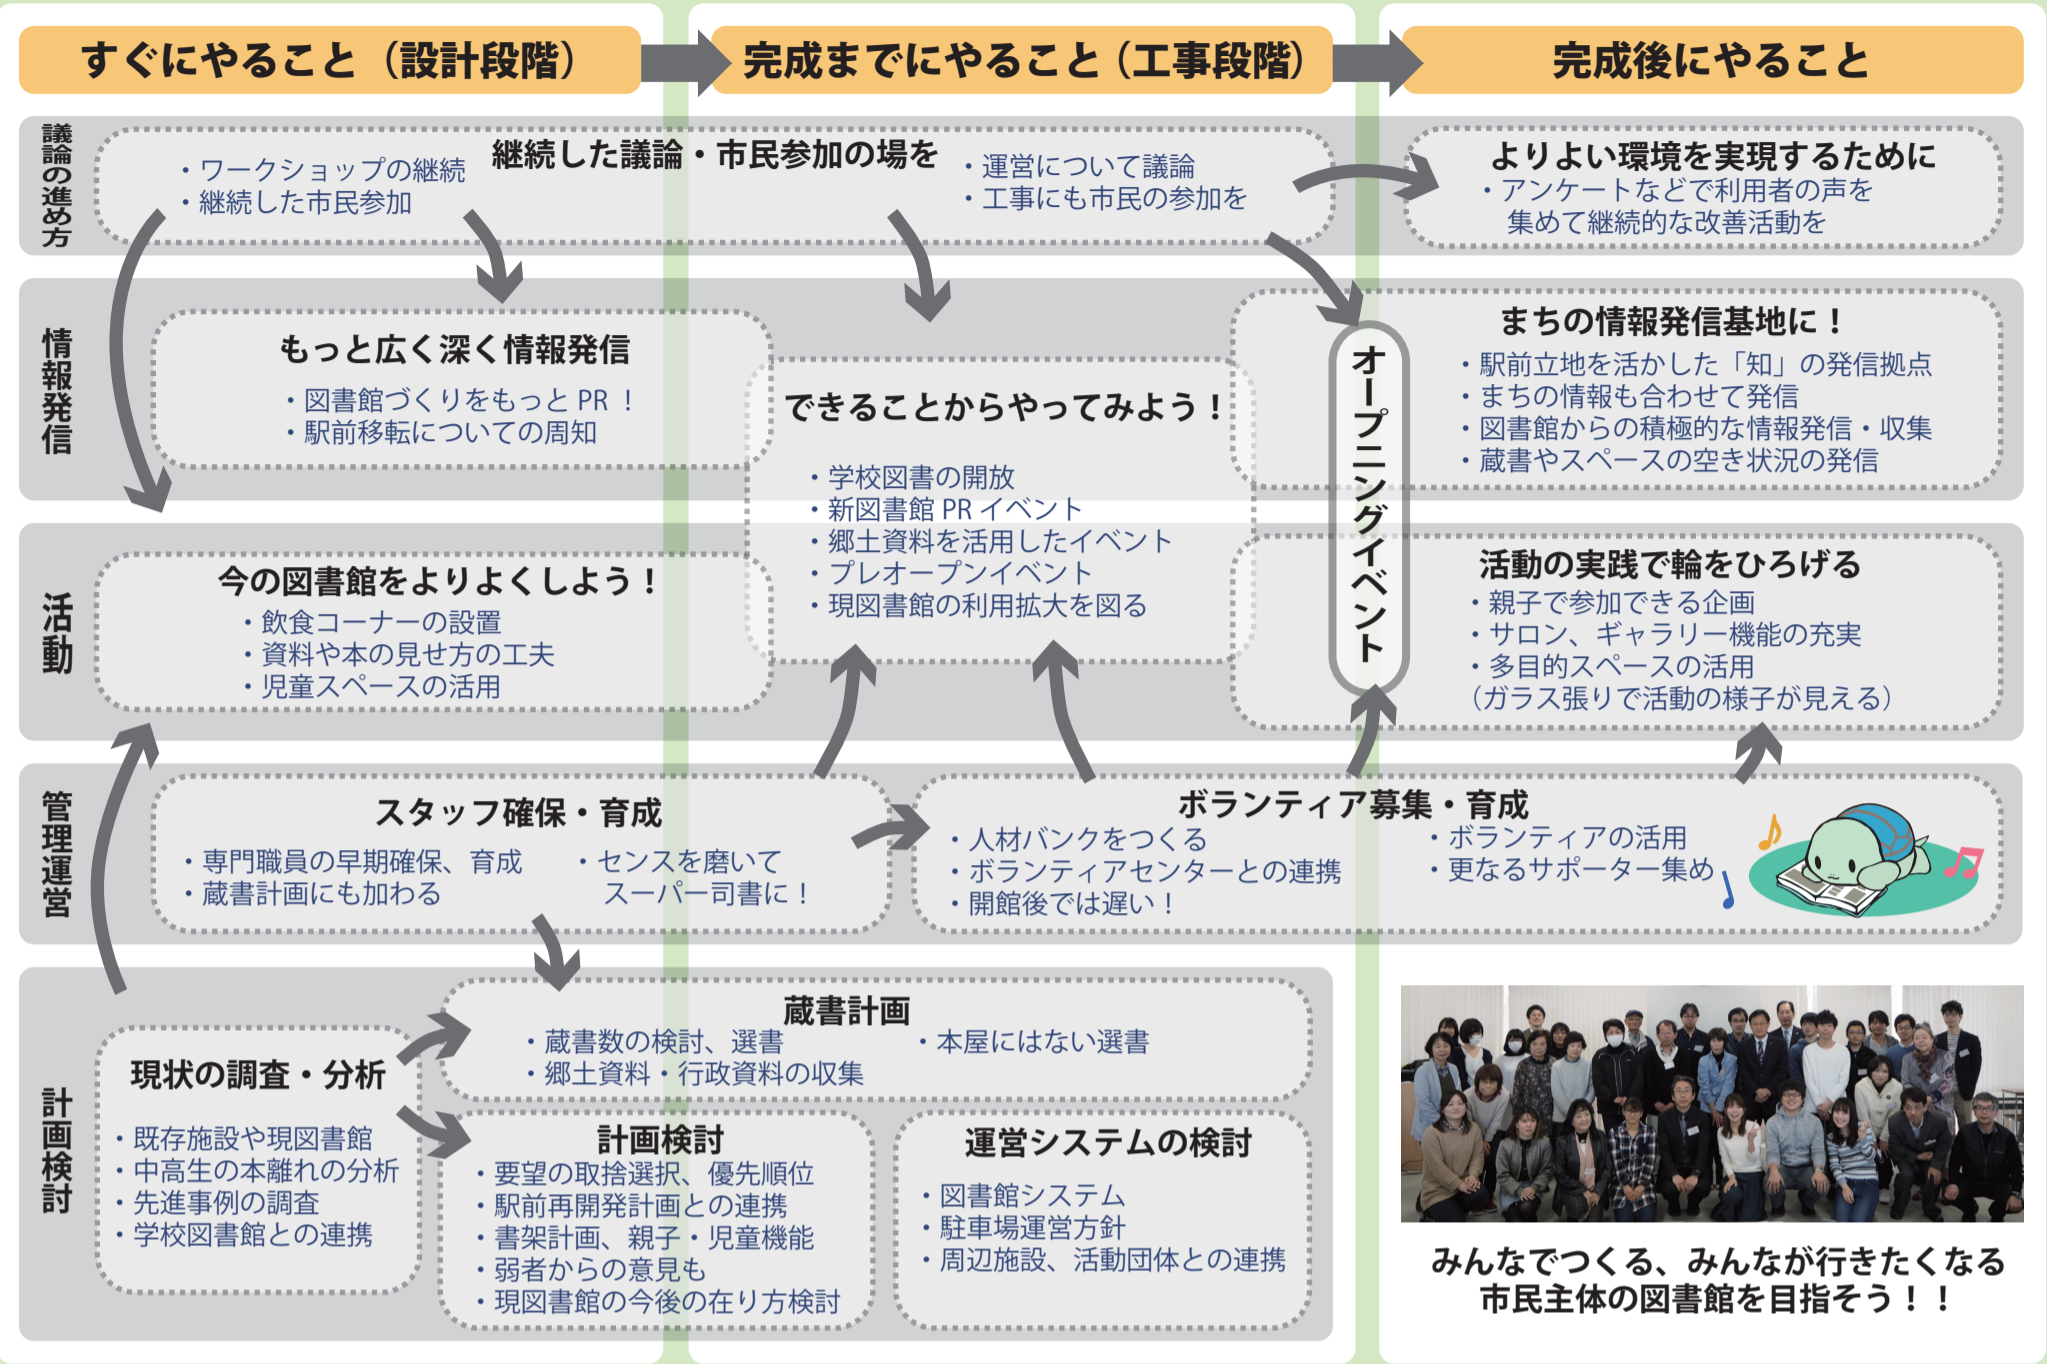 すぐにやること（設計段階）
完成までにやること（工事段階）
完成後にやること
議論の進め方
継続した議論・市民参加の場を
・ワークショップの継続
・継続した市民参加
・運営について議論
・工事にも市民の参加を
よりよい環境を実現するために
・アンケートなどで利用者の声を
集めて継続的な改善活動を
情報発信
もっと広く深く情報発信
・図書館づくりをもっと PR ！
・駅前移転についての周知
できることからやってみよう！
・学校図書の開放
・新図書館 PR イベント
・郷土資料を活用したイベント
・プレオープンイベント
・現図書館の利用拡大を図る
オープニングイベント
まちの情報発信基地に！
・駅前立地を活かした「知」の発信拠点
・まちの情報も合わせて発信
・図書館からの積極的な情報発信・収集
・蔵書やスペースの空き状況の発信
活動
今の図書館をよりよくしよう！
・飲食コーナーの設置
・資料や本の見せ方の工夫
・児童スペースの活用
活動の実践で輪をひろげる
・親子で参加できる企画
・サロン、ギャラリー機能の充実
・多目的スペースの活用
（ガラス張りで活動の様子が見える）
管理運営
スタッフ確保・育成
・専門職員の早期確保、育成
・蔵書計画にも加わる
・センスを磨いて
スーパー司書に！
ボランティア募集・育成
・人材バンクをつくる
・ボランティアセンターとの連携
・開館後では遅い！
・ボランティアの活用
・更なるサポーター集め
計画検討
現状の調査・分析
・既存施設や現図書館
・中高生の本離れの分析
・先進事例の調査
・学校図書館との連携
蔵書計画
・蔵書数の検討、選書
・郷土資料・行政資料の収集
・本屋にはない選書
計画検討
・要望の取捨選択、優先順位
・駅前再開発計画との連携
・書架計画、親子・児童機能
・弱者からの意見も
・現図書館の今後の在り方検討
運営システムの検討
・図書館システム
・駐車場運営方針
・周辺施設、活動団体との連携
みんなでつくる、みんなが行きたくなる
市民主体の図書館を目指そう！！